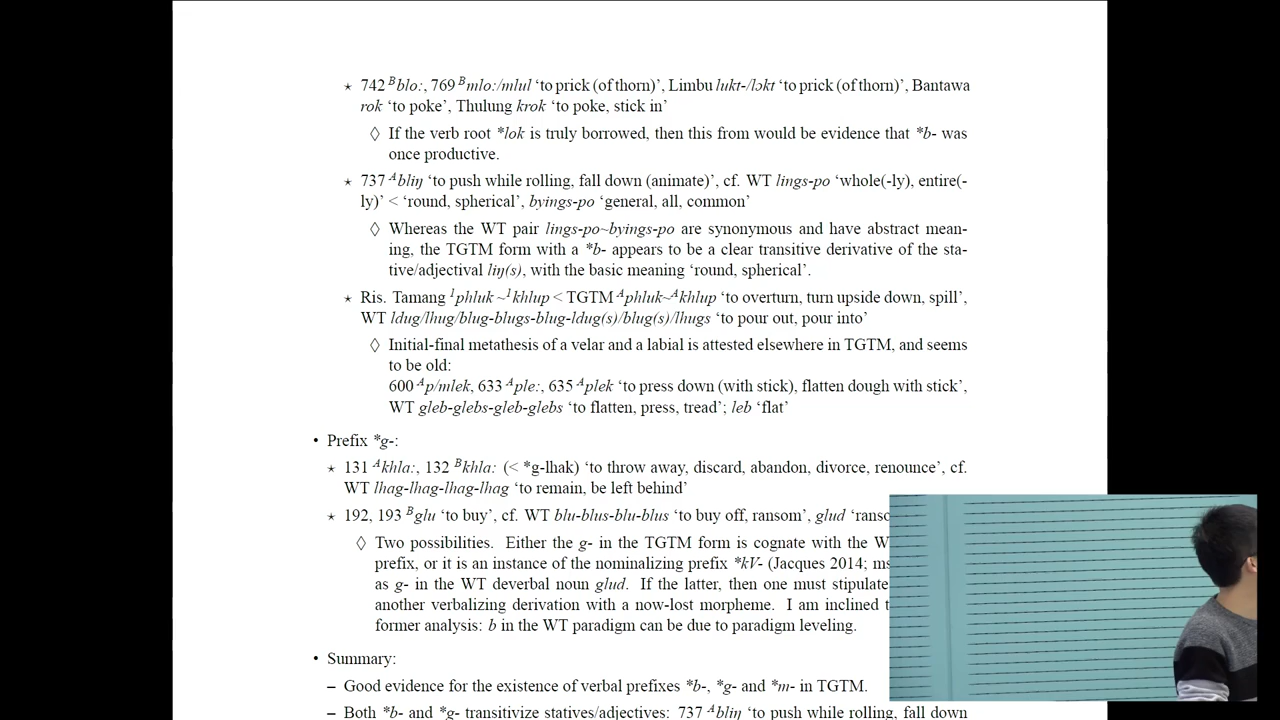 ⋆ 742 ᴮblo:, 769 ᴮmlo:/mlul ‘to prick (of thorn)’, Limbu lukt-/lɔkt ‘to prick (of thorn)’, Bantawa
rok ‘to poke’, Thulung krok ‘to poke, stick in’
◊ If the verb root *lok is truly borrowed, then this from would be evidence that *b- was
once productive.
⋆ 737 ᴬbliŋ ‘to push while rolling, fall down (animate)’, cf. WT lings-po ‘whole(-ly), entire(-
ly)’ < ‘round, spherical’, byings-po ‘general, all, common’
◊ Whereas the WT pair lings-po~byings-po are synonymous and have abstract mean-
ing, the TGTM form with a *b- appears to be a clear transitive derivative of the sta-
tive/adjectival liŋ(s), with the basic meaning ‘round, spherical’.
⋆ Ris. Tamang ¹phluk ~¹khlup < TGTM ᴬphluk~ᴬkhlup ‘to overturn, turn upside down, spill’,
WT ldug/lhug/blug-blugs-blug-ldug(s)/blug(s)/lhugs ‘to pour out, pour into’
◊ Initial-final metathesis of a velar and a labial is attested elsewhere in TGTM, and seems
to be old:
600 ᴬp/mlek, 633 ᴬple:, 635 ᴬplek ‘to press down (with stick), flatten dough with stick’,
WT gleb-glebs-gleb-glebs ‘to flatten, press, tread’; leb ‘flat’
• Prefix *g-:
⋆ 131 ᴬkhla:, 132 ᴮkhla: (< *g-lhak) ‘to throw away, discard, abandon, divorce, renounce’, cf.
WT lhag-lhag-lhag-lhag ‘to remain, be left behind’
⋆ 192, 193 ᴮglu ‘to buy’, cf. WT blu-blus-blu-blus ‘to buy off, ransom’, glud
◊ Two possibilities. Either the g- in the TGTM form is cognate with the
prefix, or it is an instance of the nominalizing prefix *kV- (Jacques 2014;
as g- in the WT deverbal noun glud. If the latter, then one must stipulate
another verbalizing derivation with a now-lost morpheme. I am inclined
former analysis: b in the WT paradigm can be due to paradigm leveling.
• Summary:
– Good evidence for the existence of verbal prefixes *b-, *g- and *m- in TGTM.
– Both *b- and *g- transitivize statives/adjectives: 737 ᴬbliŋ ‘to push while rolling, fall down